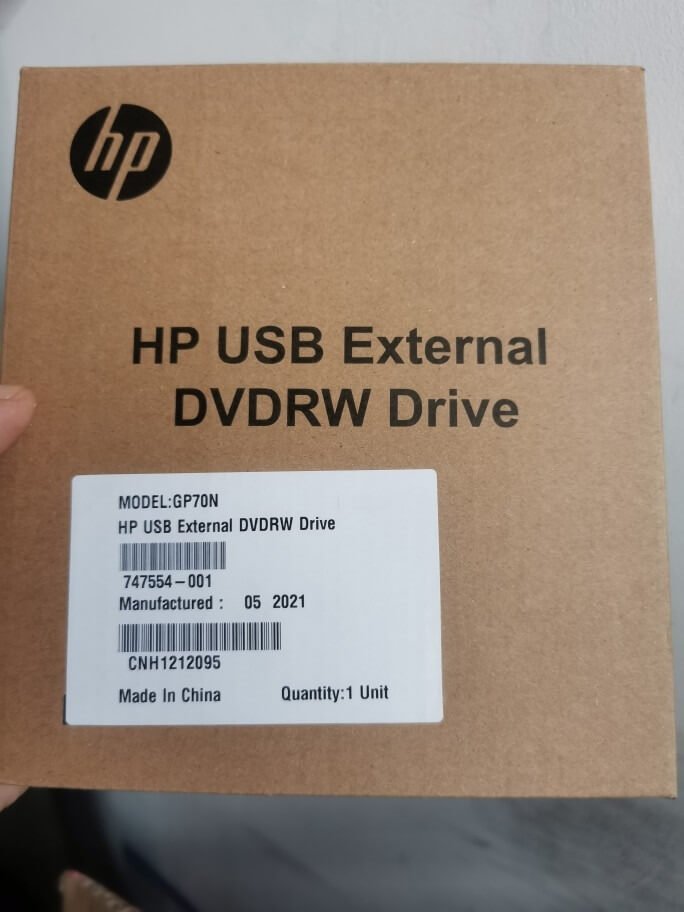 hp
HP USB External
DVDRW Drive
MODEL:GP70N
HP USB External DVDRW Drive
747554-001
Manufactured : 05 2021
CNH1212095
Made In China Quantity:1 Unit